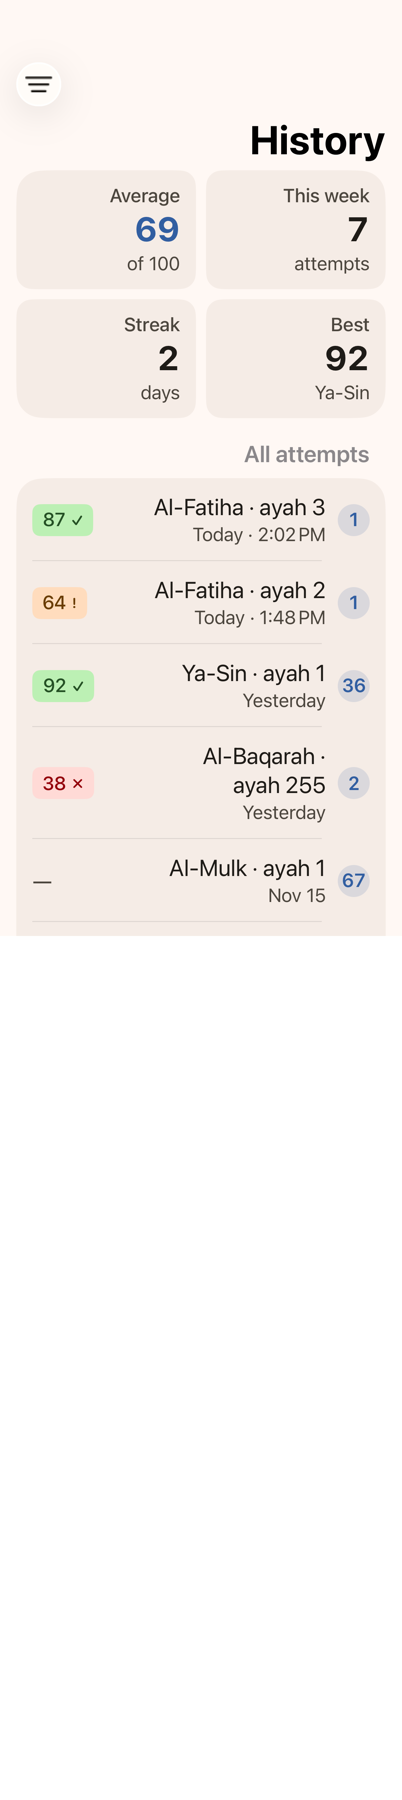 History
This week
7
attempts
Average
69
of 100
Best
92
Ya-Sin
Streak
2
days
All attempts
1
Al-Fatiha · ayah 3
Today · 2:02 PM
87 ✓
1
Al-Fatiha · ayah 2
Today · 1:48 PM
64 !
36
Ya-Sin · ayah 1
Yesterday
92 ✓
2
Al-Baqarah ·
ayah 255
Yesterday
38 ×
67
Al-Mulk · ayah 1
Nov 15
—